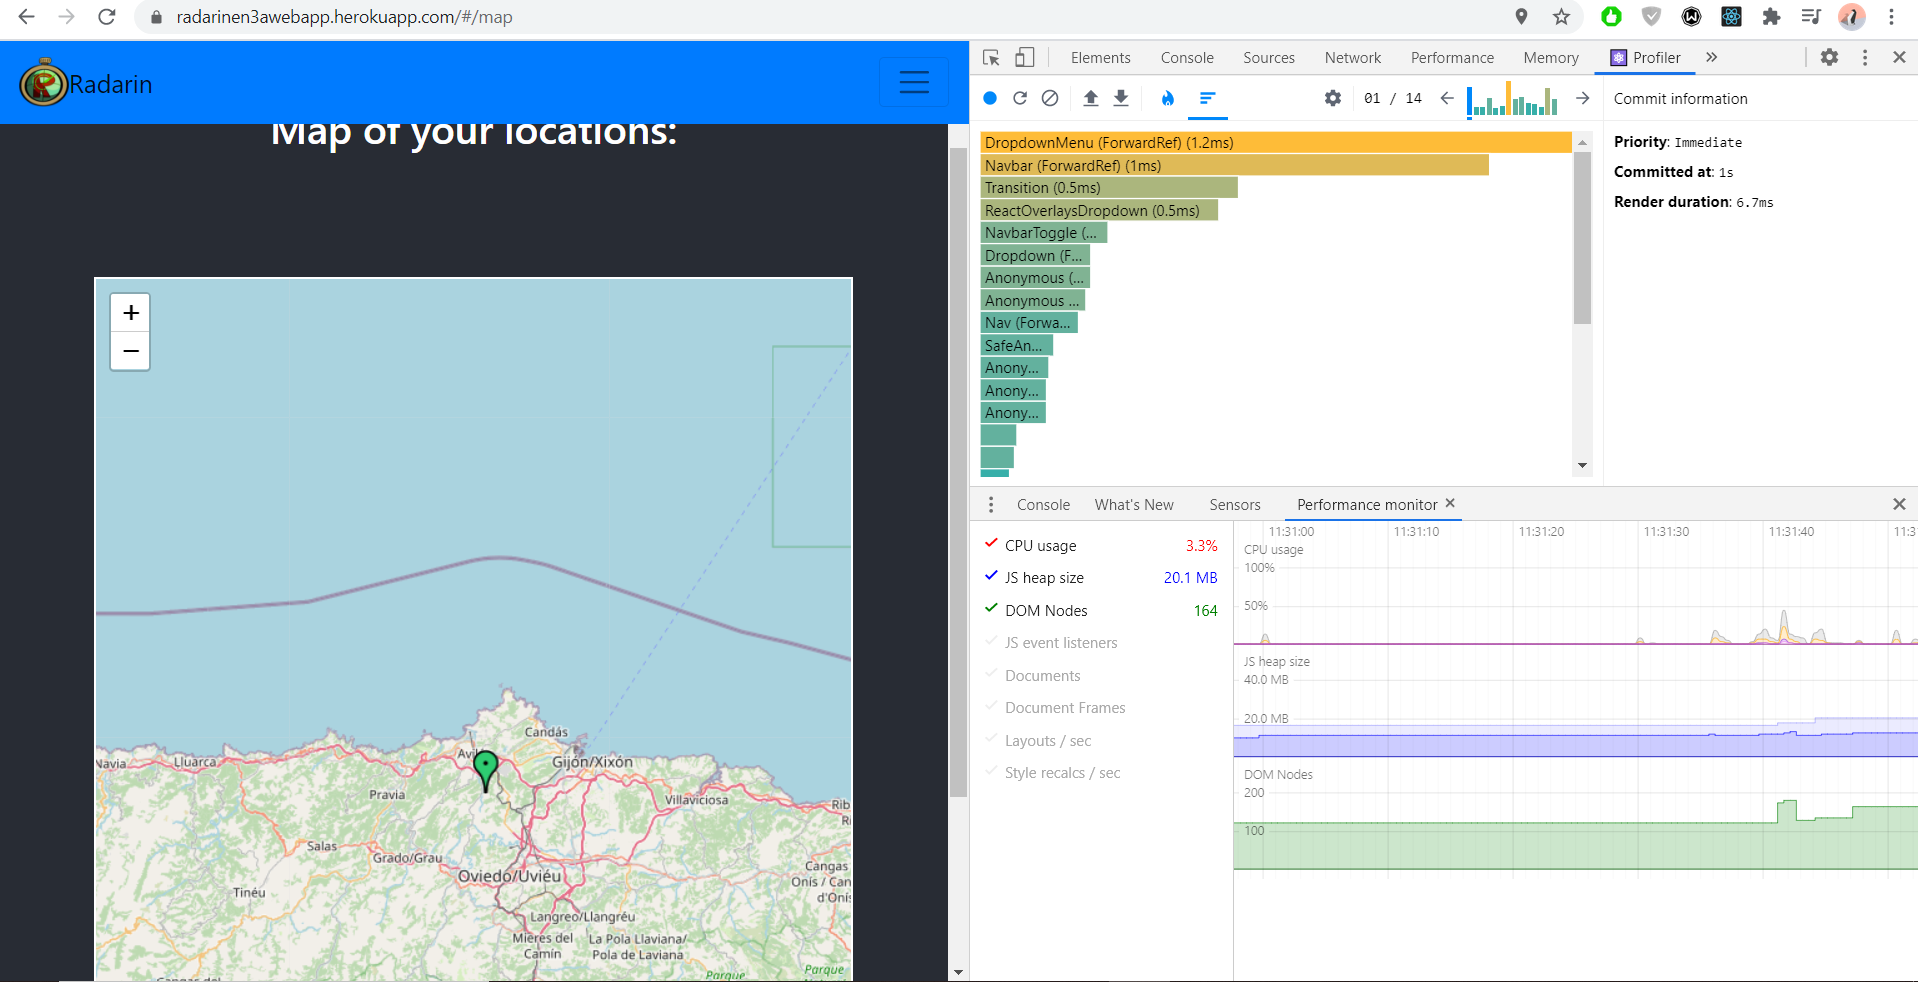 radarinen3awebapp.herokuapp.com/#/map
Radarin
Map of your locations:
+
−
Candás
Gijón/Xixón
Navia
Luarca
Pravia
Villaviciosa
Salas
Grado/Grau
Oviedo/Uviéu
Tinéu
Cangas
Onís / Can
d'Onís
Langreo/Llangréu
Mieres del
Camín
La Pola Llaviana/
Pola de Laviana
Parque
Parque
Cangas del
Elements Console Sources Network Performance Memory Profiler »
01 / 14
Commit information
DropdownMenu (ForwardRef) (1.2ms)
Navbar (ForwardRef) (1ms)
Transition (0.5ms)
ReactOverlaysDropdown (0.5ms)
NavbarToggle (...
Dropdown (F...
Anonymous (...
Anonymous ...
Nav (Forwa...
SafeAn...
Anony...
Anony...
Anony...
Priority: Immediate
Committed at: 1s
Render duration: 6.7ms
Console What's New Sensors Performance monitor
CPU usage 3.3%
JS heap size 20.1 MB
DOM Nodes 164
JS event listeners
Documents
Document Frames
Layouts / sec
Style recalcs / sec
11:31:00 11:31:10 11:31:20 11:31:30 11:31:40 11:3
CPU usage
100%
50%
JS heap size
40.0 MB
20.0 MB
DOM Nodes
200
100